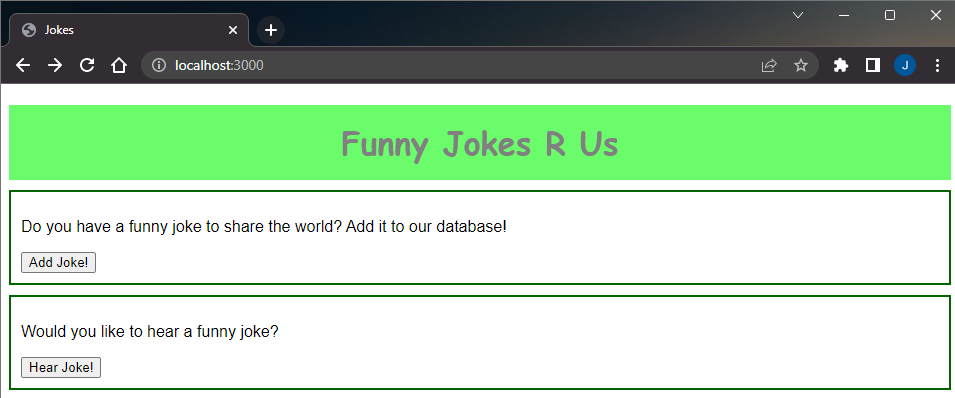 Jokes
localhost:3000
J
Funny Jokes R Us
Do you have a funny joke to share the world? Add it to our database!
Add Joke!
Would you like to hear a funny joke?
Hear Joke!